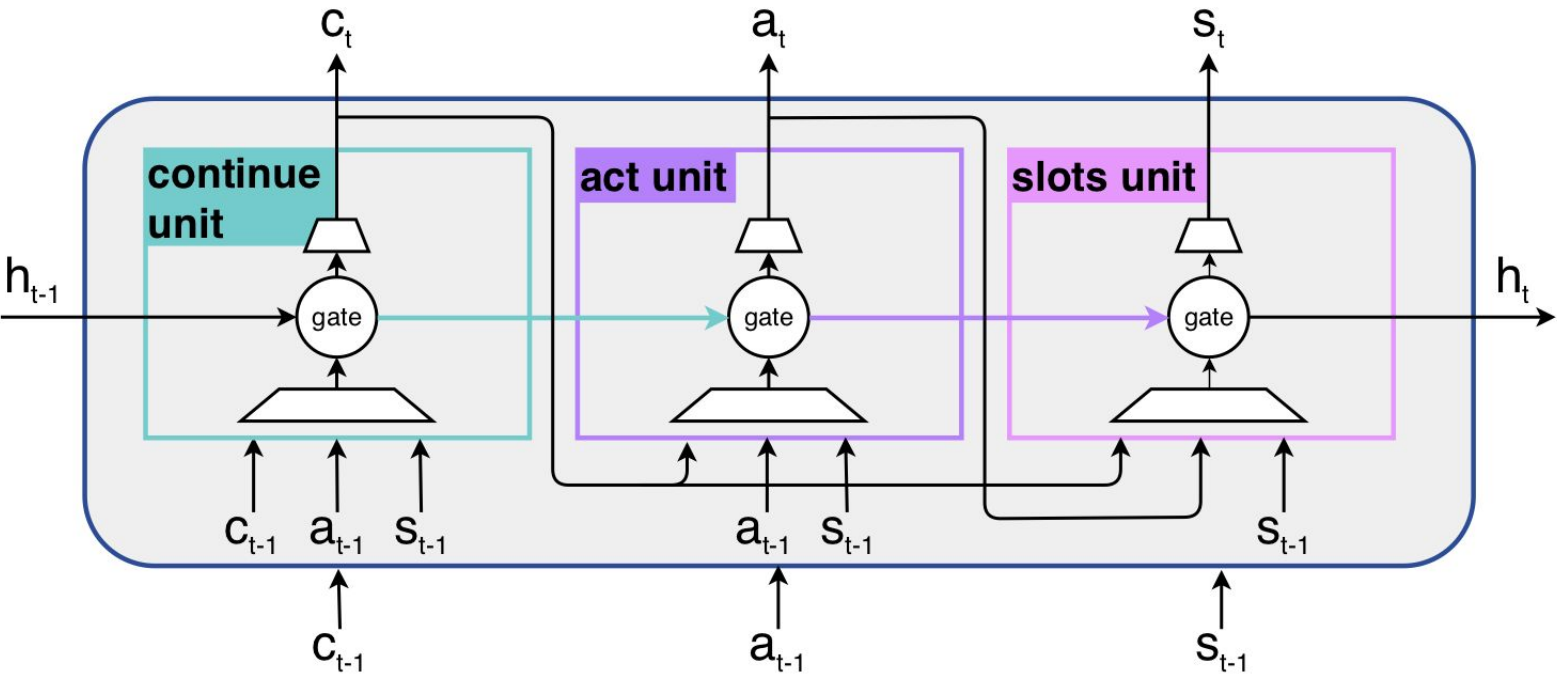 c_t a_t s_t
continue
unit
act unit
slots unit
h_t-1
gate
gate
gate
h_t
c_t-1 a_t-1 s_t-1
a_t-1 s_t-1
s_t-1
c_t-1
a_t-1
s_t-1